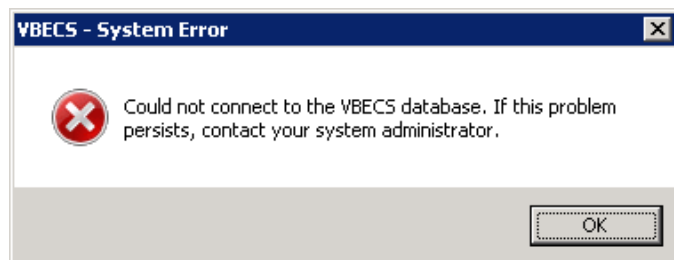 VBECS - System Error
Could not connect to the VBECS database. If this problem
persists, contact your system administrator.
OK